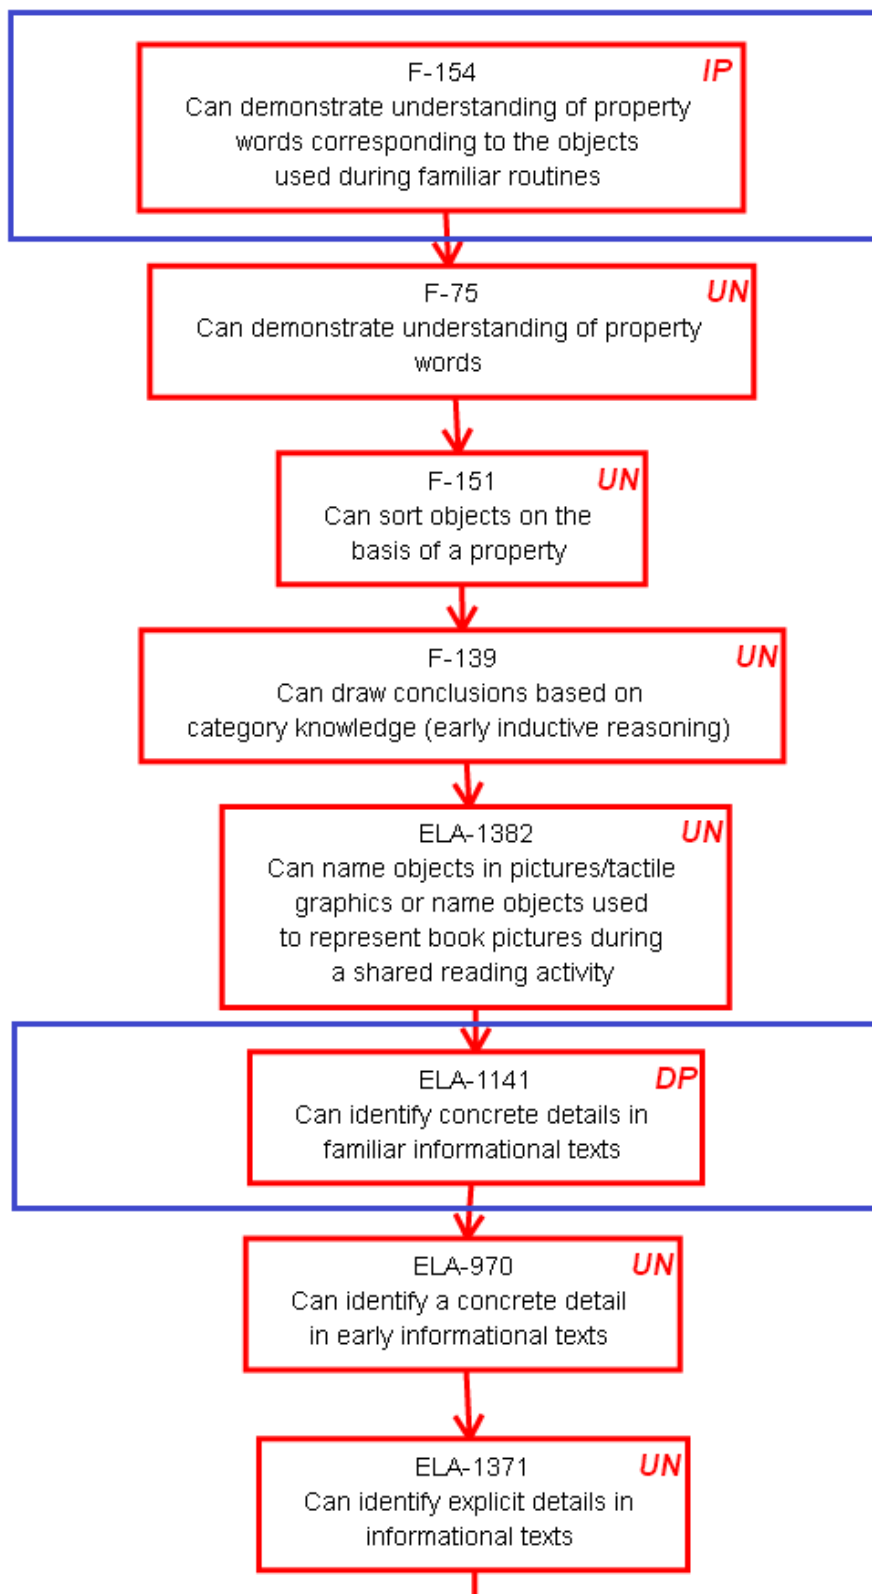 F-154 IP
Can demonstrate understanding of property
words corresponding to the objects
used during familiar routines
F-75 UN
Can demonstrate understanding of property
words
F-151 UN
Can sort objects on the
basis of a property
F-139 UN
Can draw conclusions based on
category knowledge (early inductive reasoning)
ELA-1382 UN
Can name objects in pictures/tactile
graphics or name objects used
to represent book pictures during
a shared reading activity
ELA-1141 DP
Can identify concrete details in
familiar informational texts
ELA-970 UN
Can identify a concrete detail
in early informational texts
ELA-1371 UN
Can identify explicit details in
informational texts